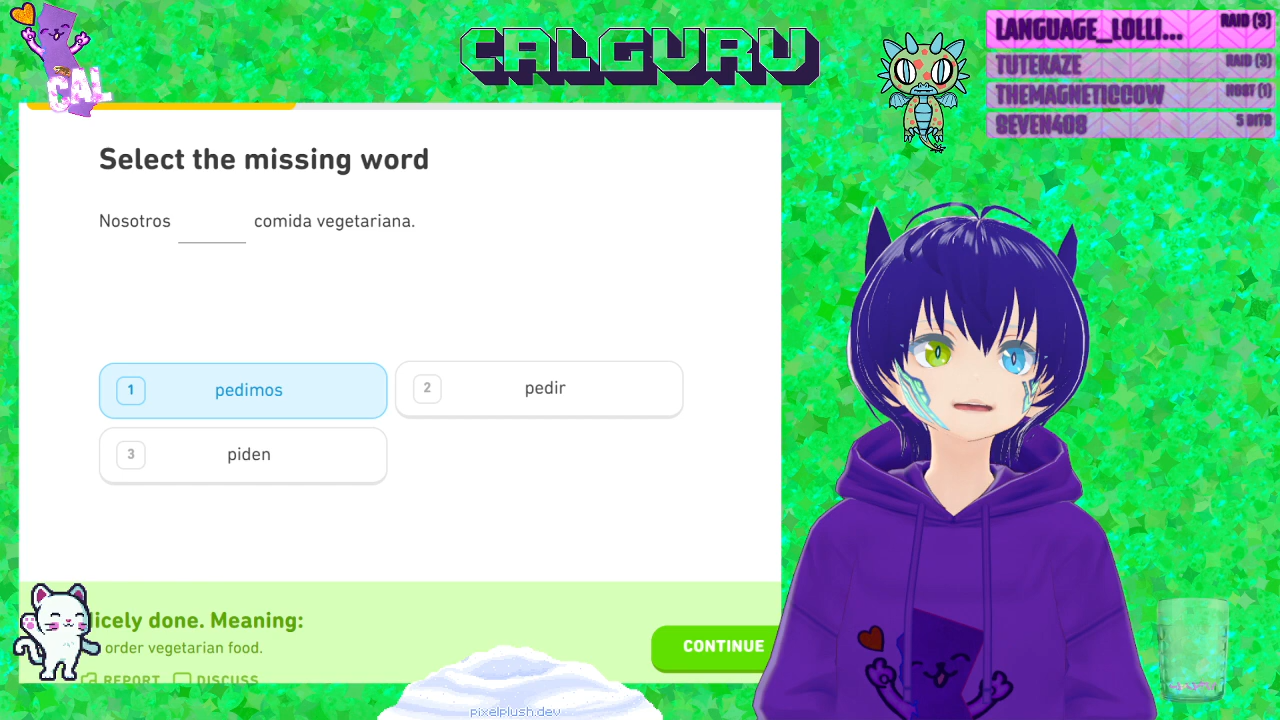 CALGURU
CAL
LANGUAGE_LOLLI... RAID (3)
TUTEKAZE RAID (3)
THEMAGNETICCOW HOST (1)
SEVEN408 5 BITS
Select the missing word
Nosotros ______ comida vegetariana.
1 pedimos
2 pedir
3 piden
icely done. Meaning:
order vegetarian food.
REPORT DISCUSS
CONTINUE
pixelplush.dev